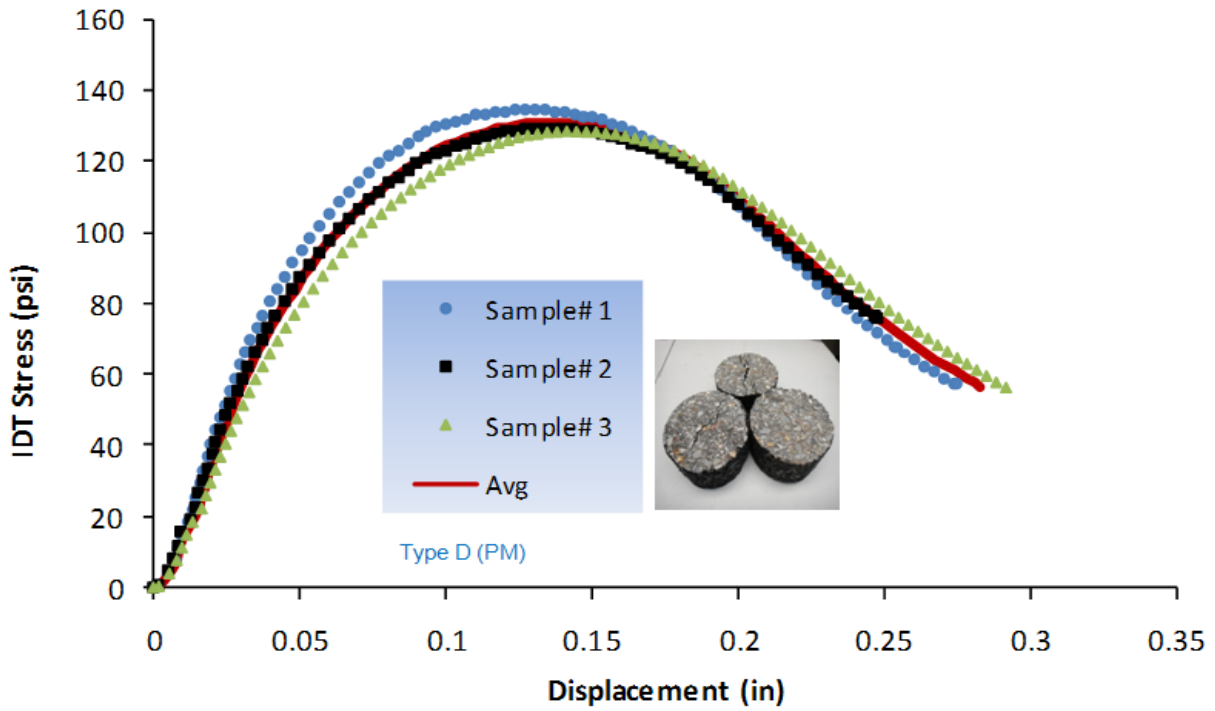 160
140
120
100
80
60
40
20
0
IDT Stress (psi)
Sample# 1
Sample# 2
Sample# 3
Avg
Type D (PM)
0 0.05 0.1 0.15 0.2 0.25 0.3 0.35
Displacement (in)